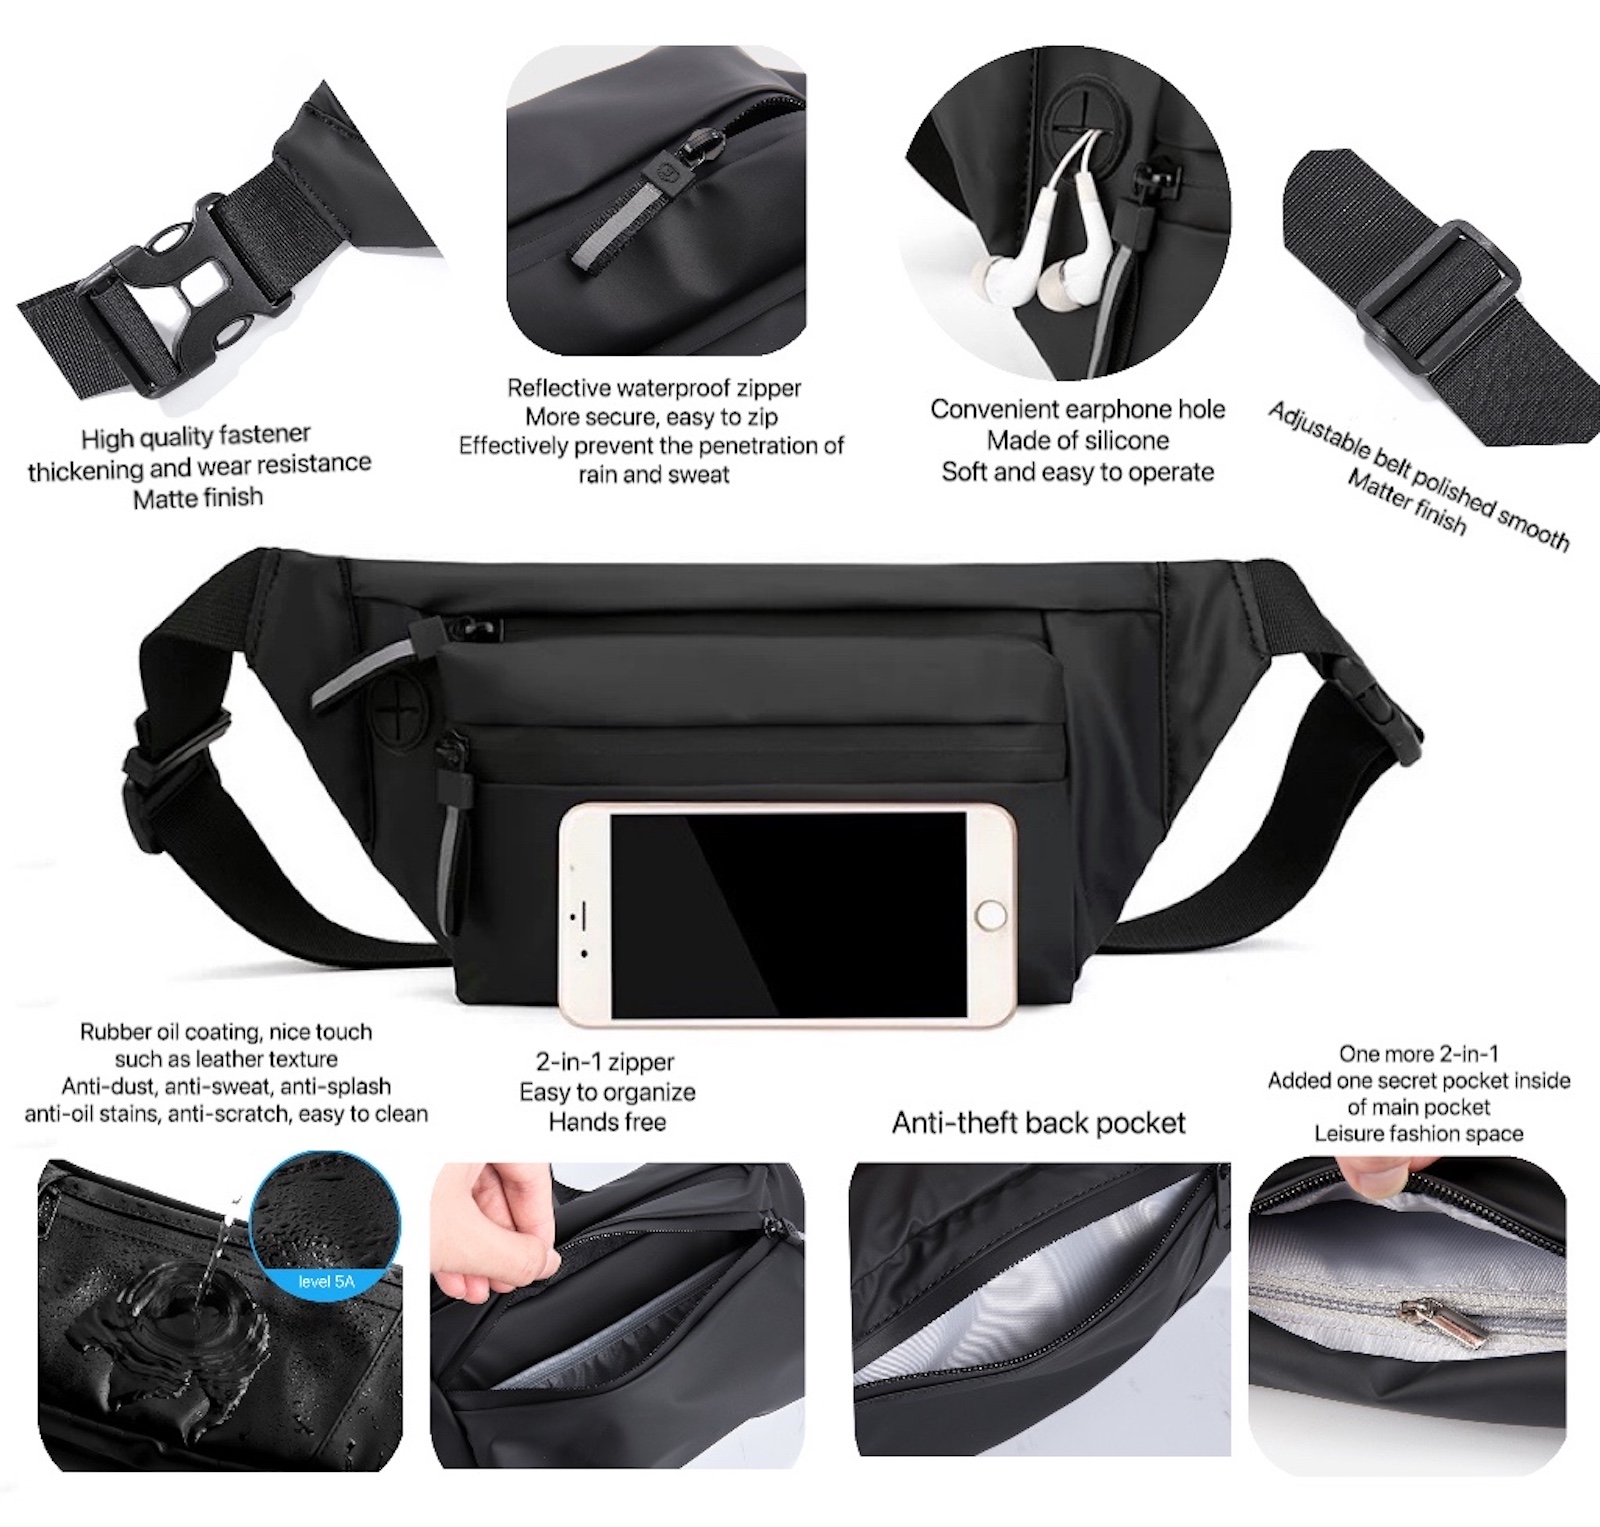 High quality fastener
thickening and wear resistance
Matte finish
Reflective waterproof zipper
More secure, easy to zip
Effectively prevent the penetration of
rain and sweat
Convenient earphone hole
Made of silicone
Soft and easy to operate
Adjustable belt polished smooth
Matter finish
Rubber oil coating, nice touch
such as leather texture
Anti-dust, anti-sweat, anti-splash
anti-oil stains, anti-scratch, easy to clean
level 5A
2-in-1 zipper
Easy to organize
Hands free
Anti-theft back pocket
One more 2-in-1
Added one secret pocket inside
of main pocket
Leisure fashion space